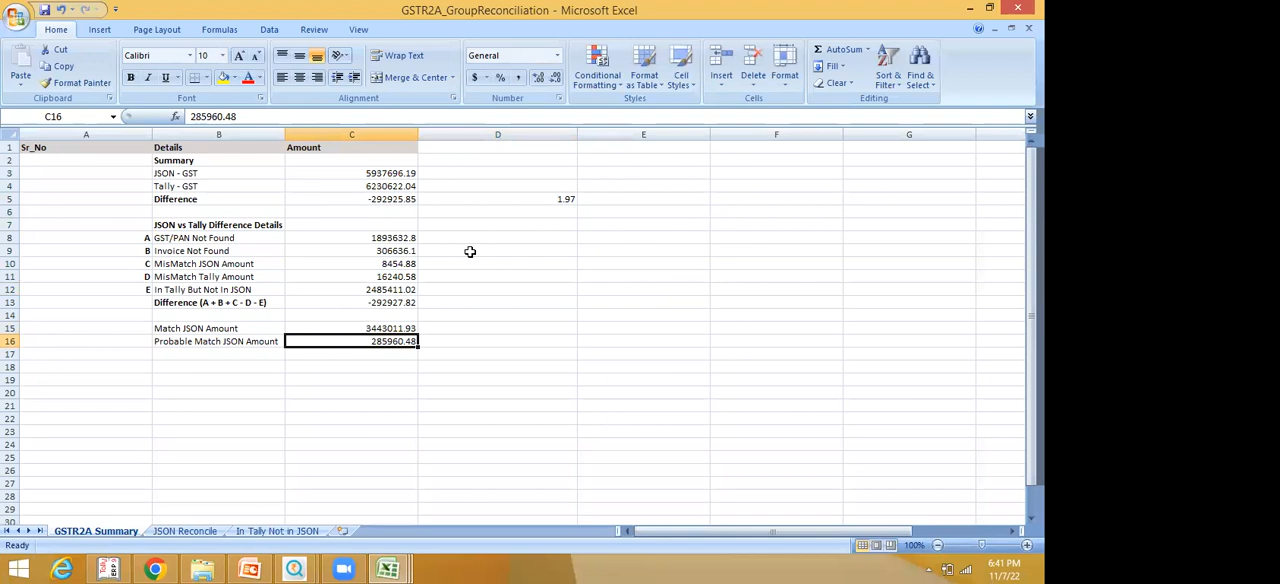 GSTR2A_GroupReconciliation - Microsoft Excel
Home Insert Page Layout Formulas Data Review View
Paste
Cut
Copy
Format Painter
Clipboard
Calibri 10
B I U
Font
Wrap Text
Merge & Center
Alignment
General
$ % ,
Number
Conditional Formatting
Format as Table
Cell Styles
Styles
Insert Delete Format
Cells
AutoSum
Fill
Clear
Sort & Filter
Find & Select
Editing
C16 fx 285960.48
A B C D E F G
1 Sr_No Details Amount
2 Summary
3 JSON - GST 5937696.19
4 Tally - GST 6230622.04
5 Difference -292925.85 1.97
6
7 JSON vs Tally Difference Details
8 A GST/PAN Not Found 1893632.8
9 B Invoice Not Found 306636.1
10 C MisMatch JSON Amount 8454.88
11 D MisMatch Tally Amount 16240.58
12 E In Tally But Not In JSON 2485411.02
13 Difference (A + B + C - D - E) -292927.82
14
15 Match JSON Amount 3443011.93
16 Probable Match JSON Amount 285960.48
17
18
19
20
21
22
23
24
25
26
27
28
29
30
GSTR2A Summary JSON Reconcile In Tally Not in JSON
Ready 100%
6:41 PM
11/7/22